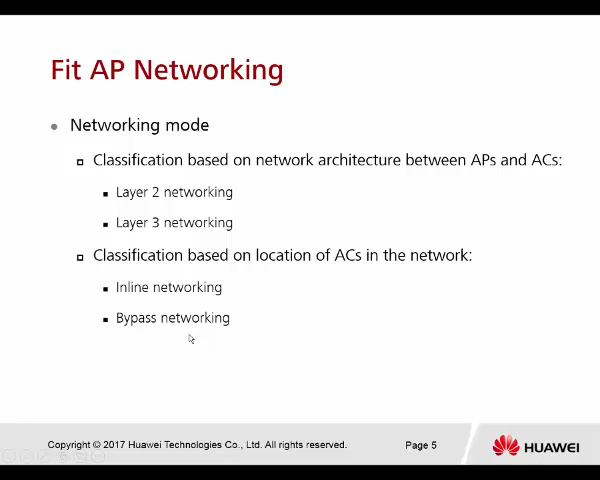 Fit AP Networking
Networking mode
Classification based on network architecture between APs and ACs:
Layer 2 networking
Layer 3 networking
Classification based on location of ACs in the network:
Inline networking
Bypass networking
Copyright © 2017 Huawei Technologies Co., Ltd. All rights reserved.
Page 5
HUAWEI